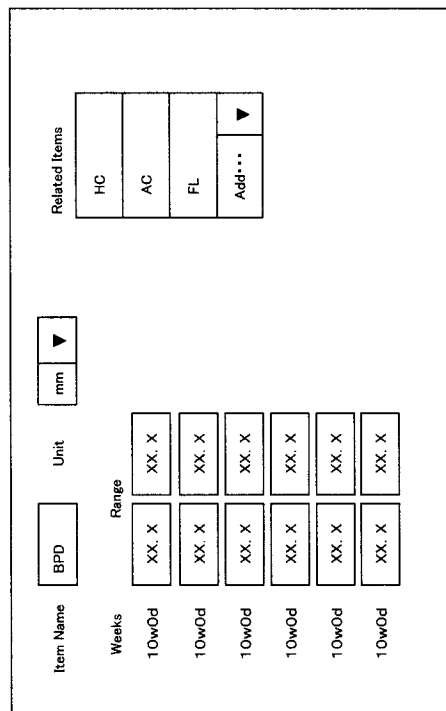 Item Name BPD Unit mm ▼
Weeks Range Related Items
10w0d XX. X XX. X
10w0d XX. X XX. X
10w0d XX. X XX. X
10w0d XX. X XX. X
10w0d XX. X XX. X
10w0d XX. X XX. X
HC
AC
FL
Add･･･ ▼